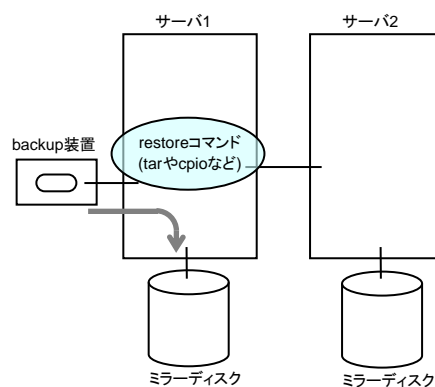 サーバ1
サーバ2
backup装置
restoreコマンド
(tarやcpioなど)
ミラーディスク
ミラーディスク